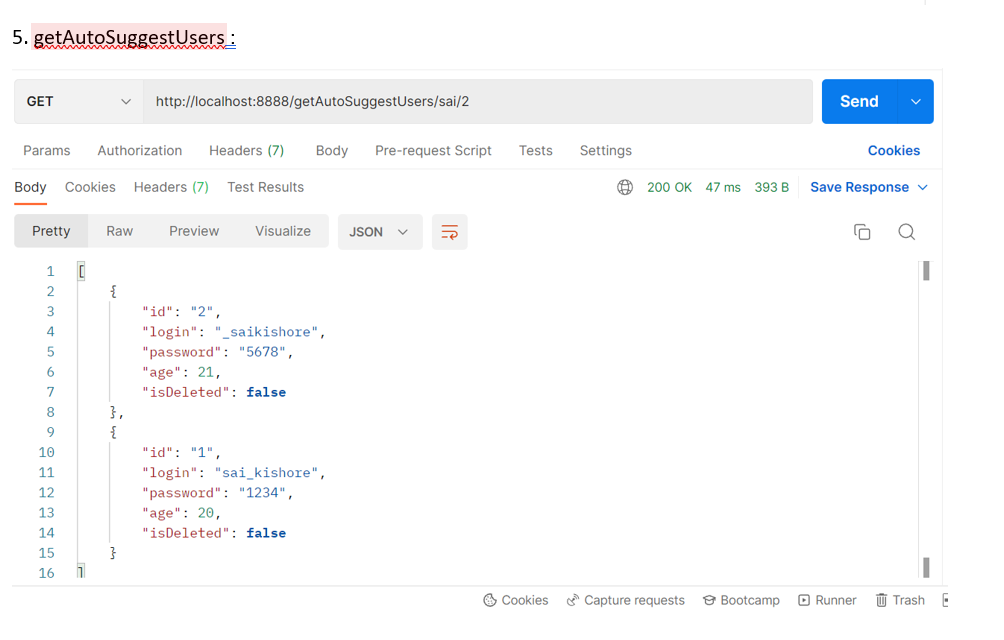 5. getAutoSuggestUsers :
GET http://localhost:8888/getAutoSuggestUsers/sai/2 Send
Params Authorization Headers (7) Body Pre-request Script Tests Settings Cookies
Body Cookies Headers (7) Test Results 200 OK 47 ms 393 B Save Response
Pretty Raw Preview Visualize JSON
1 [
2 {
3 "id": "2",
4 "login": "_saikishore",
5 "password": "5678",
6 "age": 21,
7 "isDeleted": false
8 },
9 {
10 "id": "1",
11 "login": "sai_kishore",
12 "password": "1234",
13 "age": 20,
14 "isDeleted": false
15 }
16 ]
Cookies Capture requests Bootcamp Runner Trash